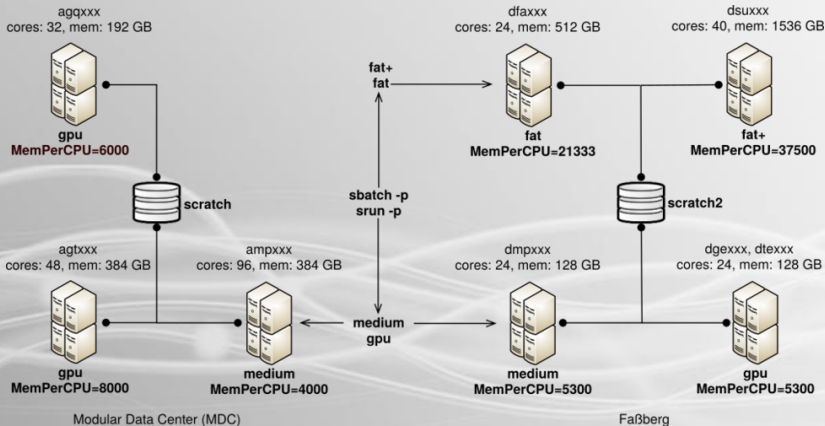 agqxxx
cores: 32, mem: 192 GB
gpu
MemPerCPU=6000
scratch
agtxxx
cores: 48, mem: 384 GB
gpu
MemPerCPU=8000
ampxxx
cores: 96, mem: 384 GB
medium
MemPerCPU=4000
Modular Data Center (MDC)
fat+
fat
sbatch -p
srun -p
medium
gpu
dfaxxx
cores: 24, mem: 512 GB
fat
MemPerCPU=21333
dsuxxx
cores: 40, mem: 1536 GB
fat+
MemPerCPU=37500
scratch2
dmpxxx
cores: 24, mem: 128 GB
medium
MemPerCPU=5300
dgexxx, dtexxx
cores: 24, mem: 128 GB
gpu
MemPerCPU=5300
Faßberg